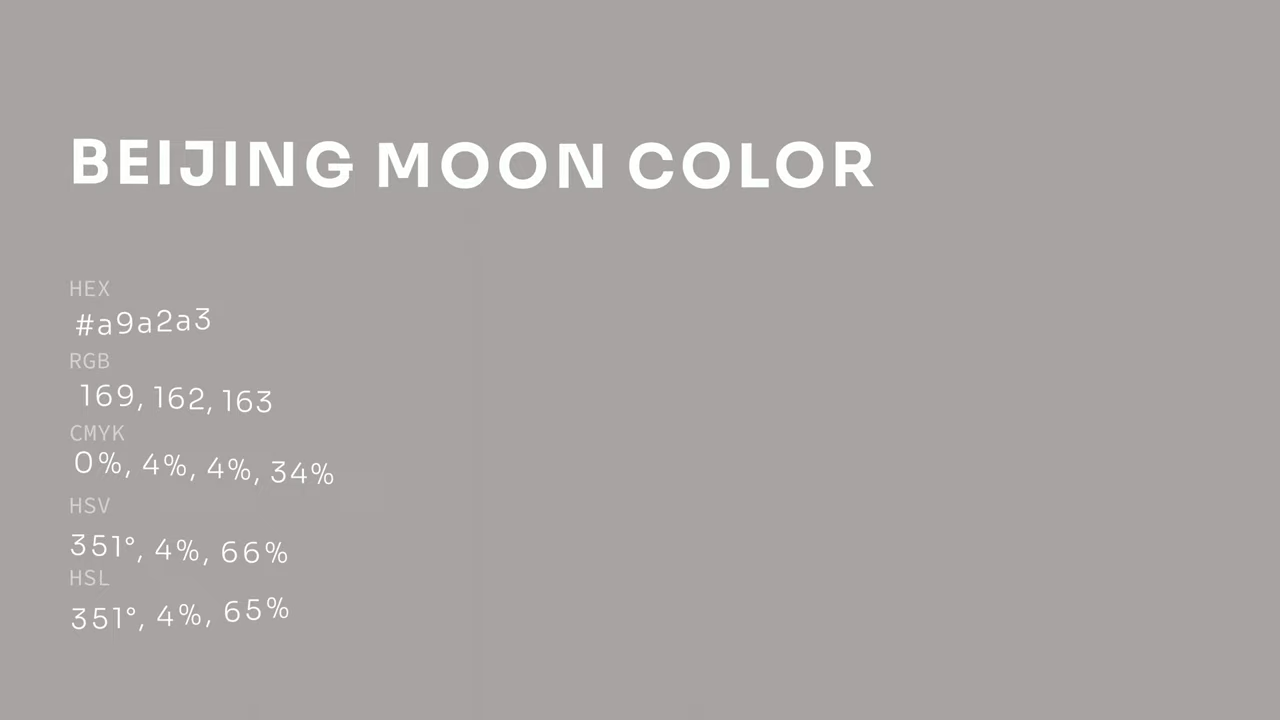 BEIJING MOON COLOR
HEX
#a9a2a3
RGB
169, 162, 163
CMYK
0%, 4%, 4%, 34%
HSV
351°, 4%, 66%
HSL
351°, 4%, 65%